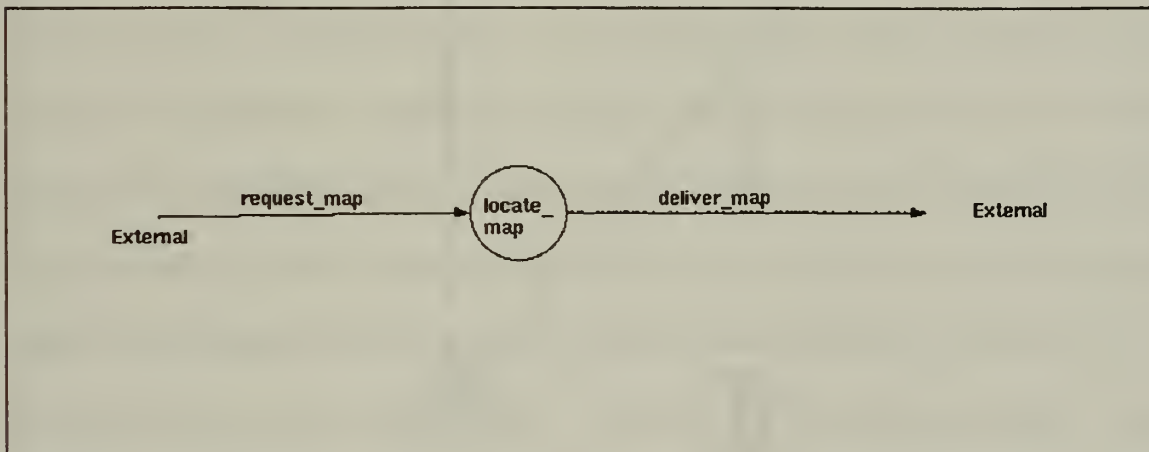 request_map
External
locate_
map
deliver_map
External